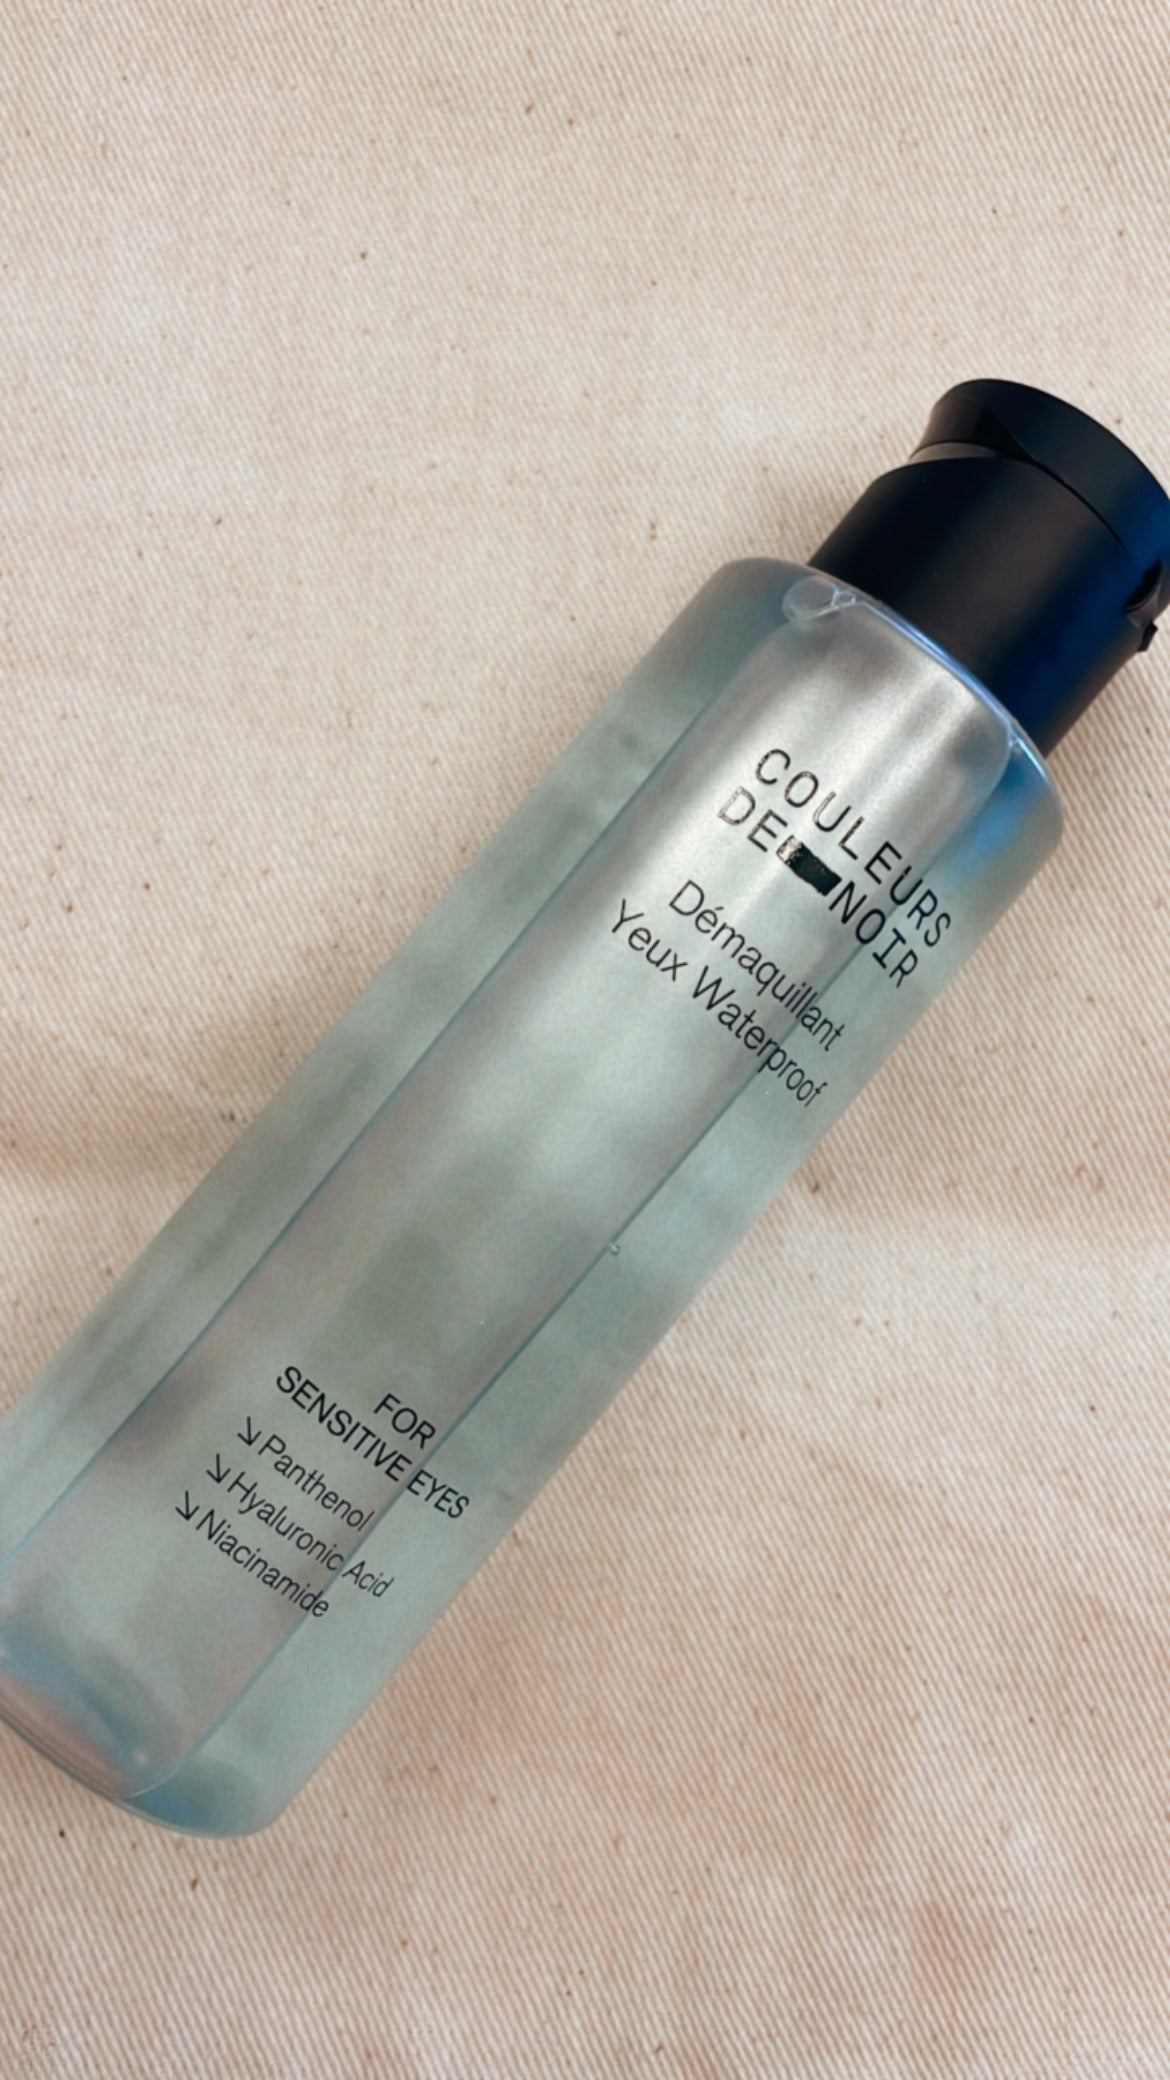 COULEURS
DE NOIR
Démaquillant
Yeux Waterproof
FOR
SENSITIVE EYES
↘ Panthenol
↘ Hyaluronic Acid
↘ Niacinamide